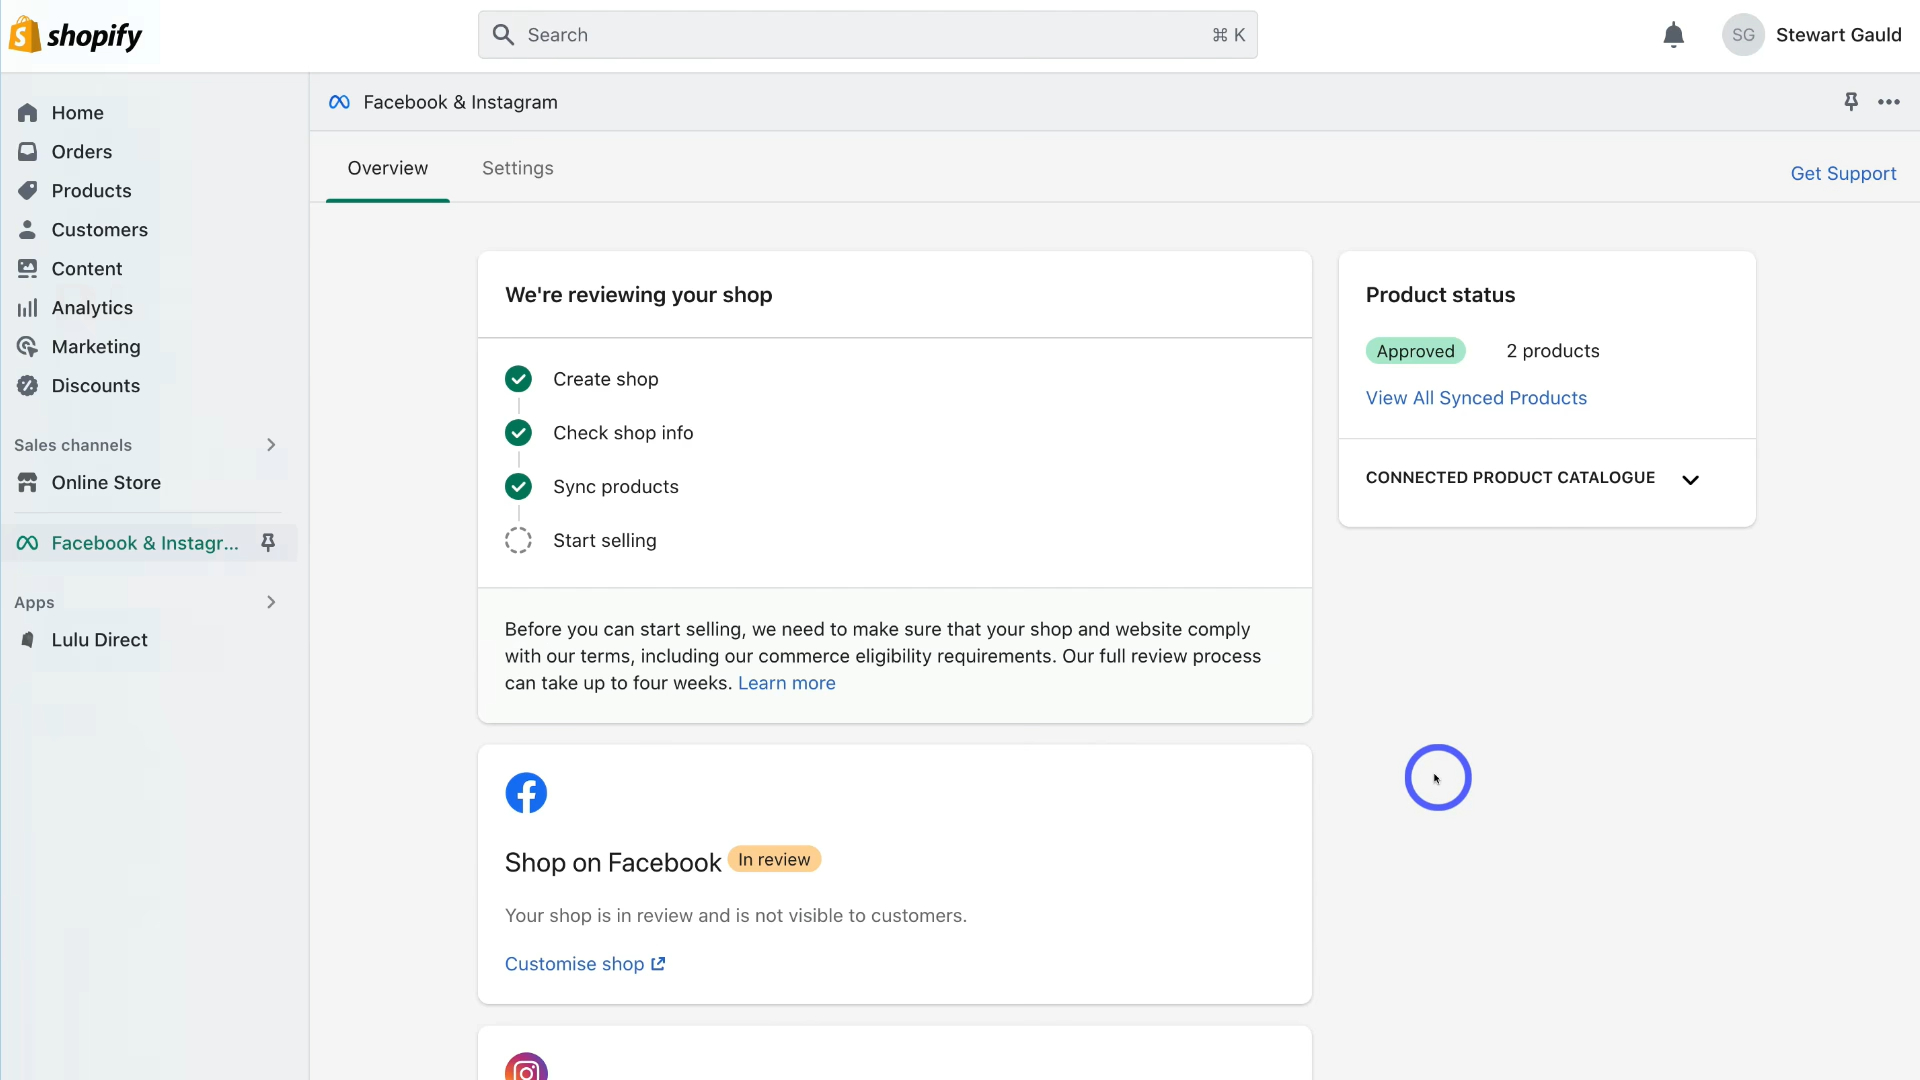 shopify
Search
⌘ K
SG
Stewart Gauld
Home
Orders
Products
Customers
Content
Analytics
Marketing
Discounts
Sales channels
Online Store
Facebook & Instagr...
Apps
Lulu Direct
Facebook & Instagram
Overview
Settings
Get Support
We're reviewing your shop
Create shop
Check shop info
Sync products
Start selling
Before you can start selling, we need to make sure that your shop and website comply
with our terms, including our commerce eligibility requirements. Our full review process
can take up to four weeks. Learn more
Shop on Facebook In review
Your shop is in review and is not visible to customers.
Customise shop
Product status
Approved 2 products
View All Synced Products
CONNECTED PRODUCT CATALOGUE